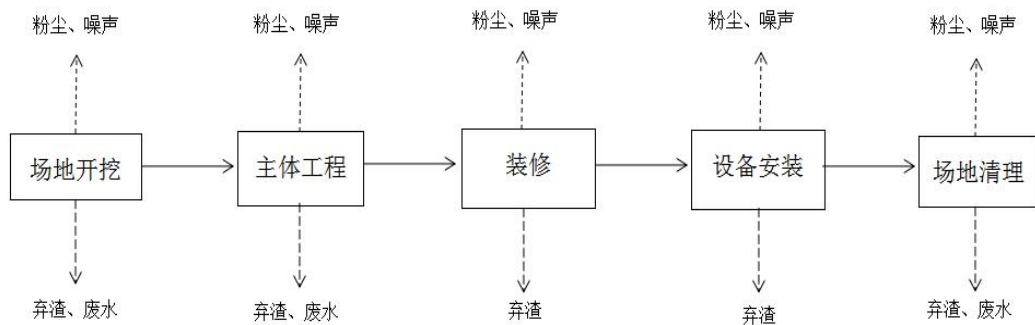 粉尘、噪声
粉尘、噪声
粉尘、噪声
粉尘、噪声
粉尘、噪声
场地开挖
主体工程
装修
设备安装
场地清理
弃渣、废水
弃渣、废水
弃渣
弃渣
弃渣、废水